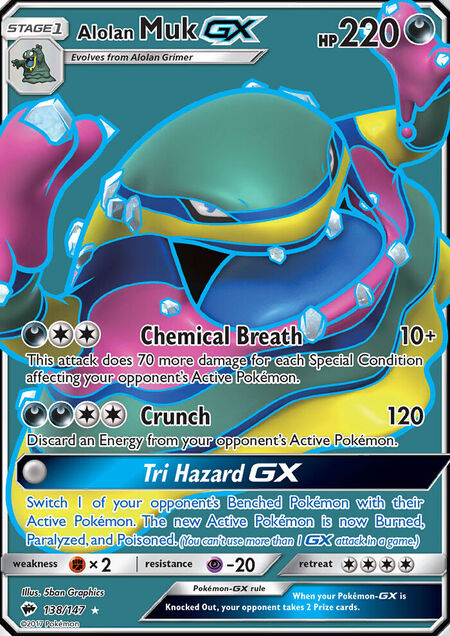 STAGE1 Alolan Muk GX HP220
Evolves from Alolan Grimer
Chemical Breath 10+
This attack does 70 more damage for each Special Condition
affecting your opponent's Active Pokémon.
Crunch 120
Discard an Energy from your opponent's Active Pokémon.
Tri Hazard GX
Switch 1 of your opponent's Benched Pokémon with their
Active Pokémon. The new Active Pokémon is now Burned,
Paralyzed, and Poisoned. (You can't use more than 1 GX attack in a game.)
weakness ×2 resistance -20 retreat
Illus. 5ban Graphics
Pokémon-GX rule
When your Pokémon-GX is
Knocked Out, your opponent takes 2 Prize cards.
138/147 ★
©2017 Pokémon